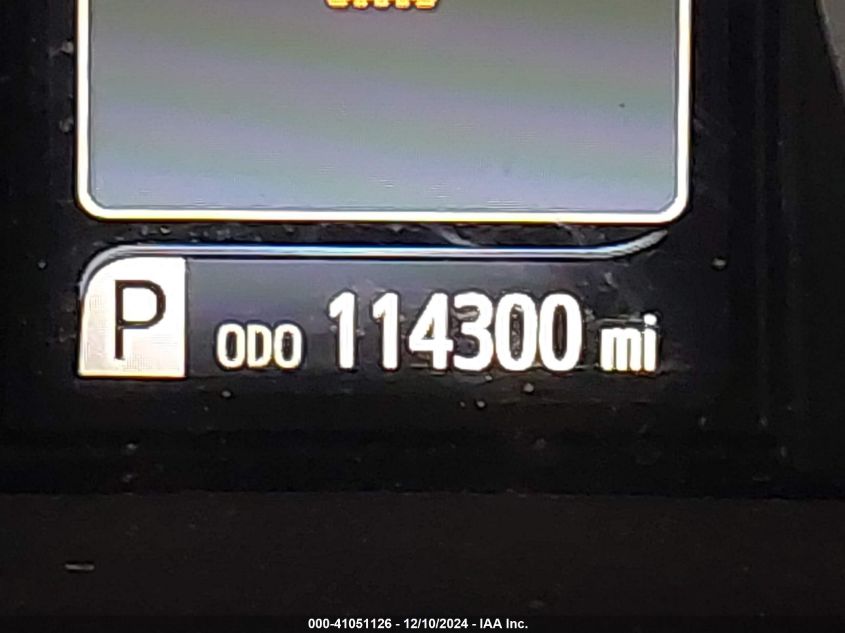 P ODO 114300 mi
000-41051126 - 12/10/2024 - IAA Inc.